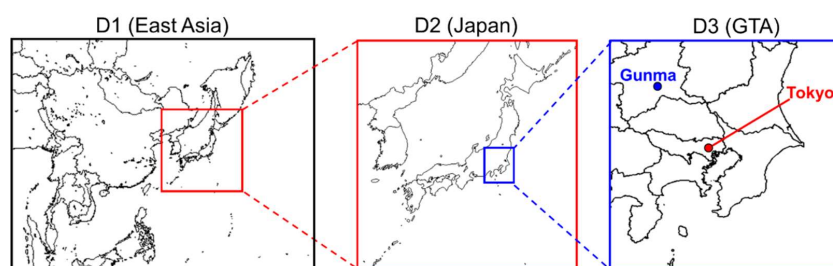 D1 (East Asia)
D2 (Japan)
D3 (GTA)
Gunma
Tokyo